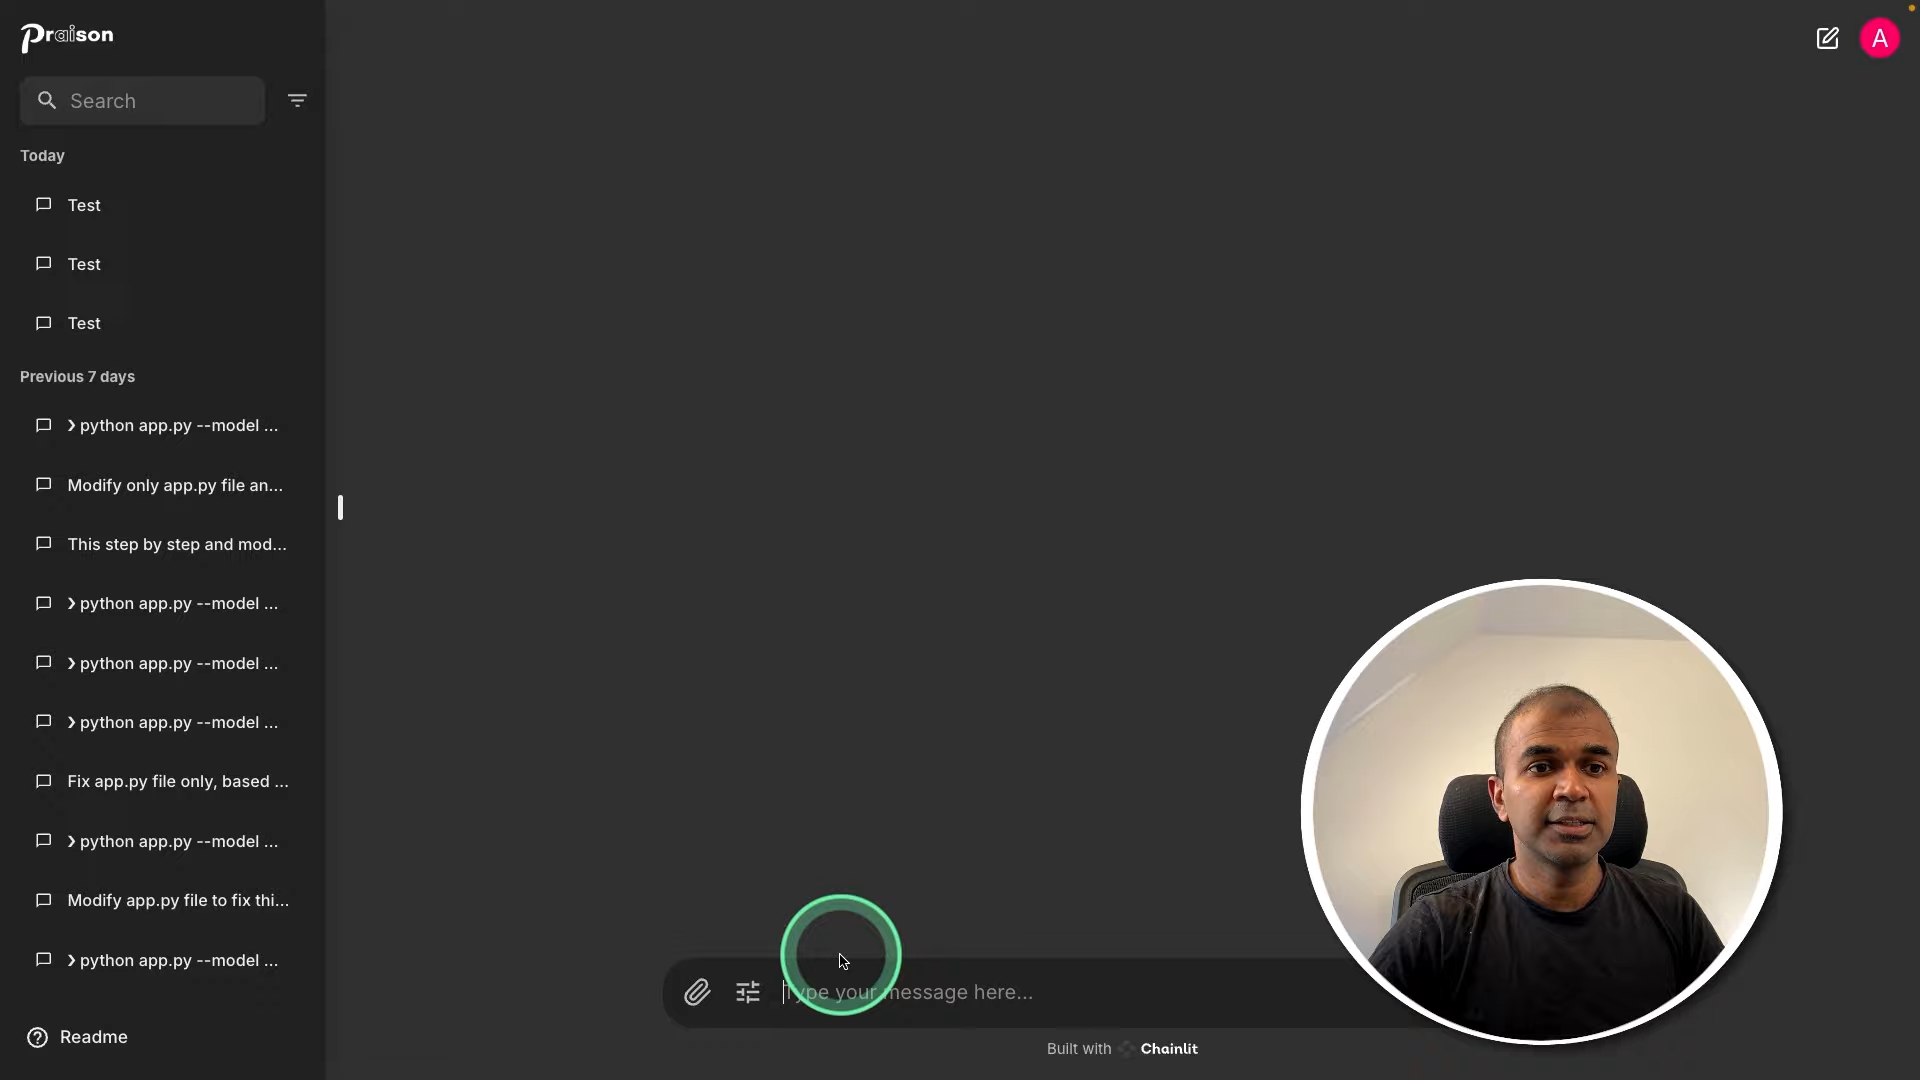 Praison
A
Search
Today
Test
Test
Test
Previous 7 days
❯ python app.py --model ...
Modify only app.py file an...
This step by step and mod...
❯ python app.py --model ...
❯ python app.py --model ...
❯ python app.py --model ...
Fix app.py file only, based ...
❯ python app.py --model ...
Modify app.py file to fix thi...
❯ python app.py --model ...
Type your message here...
Readme
Built with Chainlit